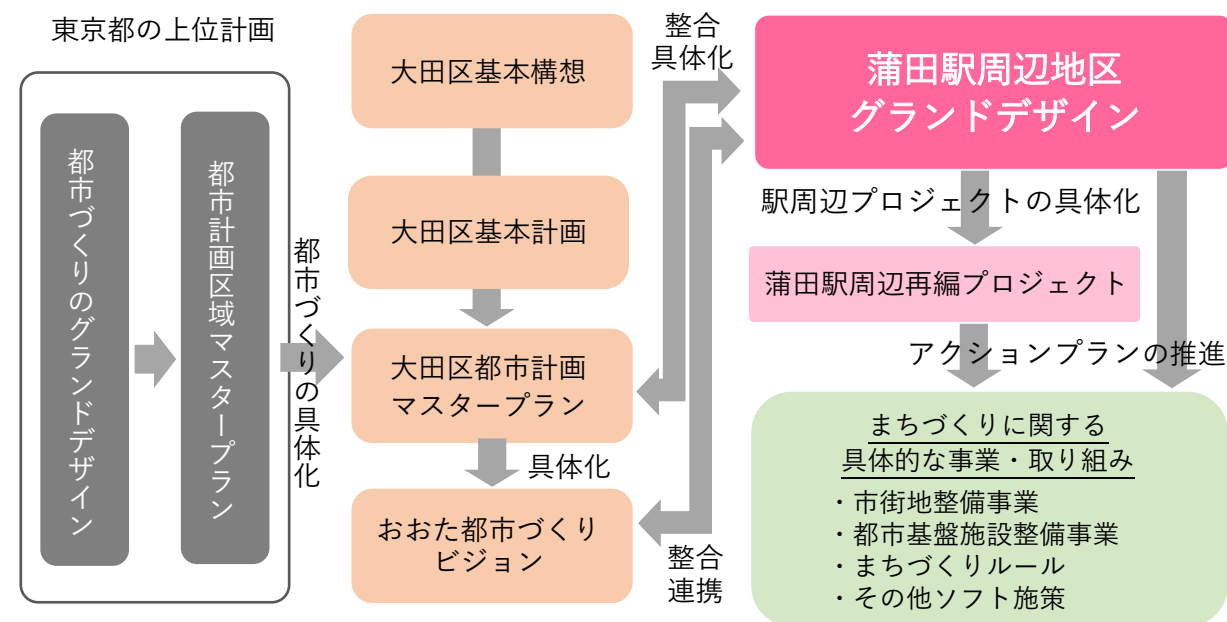 東京都の上位計画
都市づくりのグランドデザイン
都市計画区域マスタープラン
都市づくりの具体化
大田区基本構想
大田区基本計画
大田区都市計画
マスタープラン
具体化
おおた都市づくり
ビジョン
整合
具体化
整合
連携
蒲田駅周辺地区
グランドデザイン
駅周辺プロジェクトの具体化
蒲田駅周辺再編プロジェクト
アクションプランの推進
まちづくりに関する
具体的な事業・取り組み
・市街地整備事業
・都市基盤施設整備事業
・まちづくりルール
・その他ソフト施策